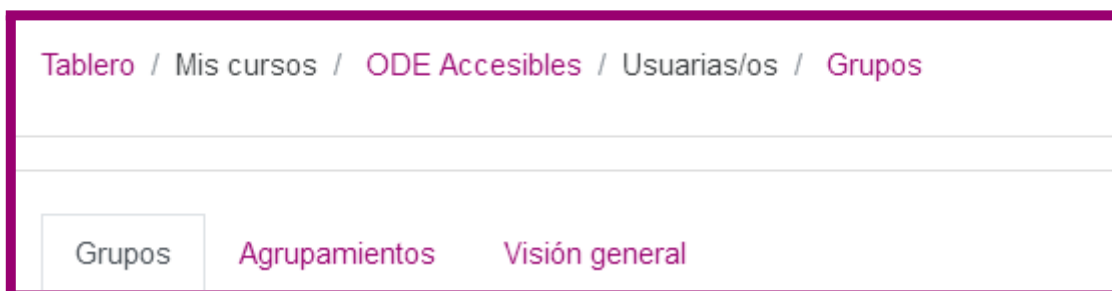 Tablero / Mis cursos / ODE Accesibles / Usuarias/os / Grupos
Grupos Agrupamientos Visión general